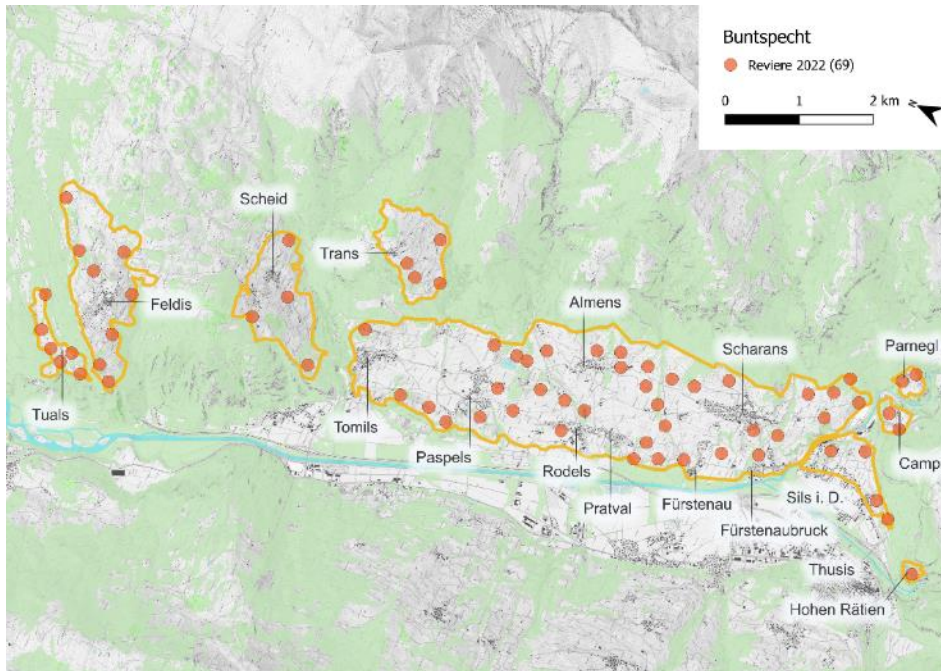 Buntspecht
Reviere 2022 (69)
0 1 2 km
N
Scheid
Trans
Feldis
Almens
Parnegl
Scharans
Tuals
Tomils
Camp
Paspels
Rodels
Sils i. D.
Pratval
Fürstenau
Fürstenaubruck
Thusis
Hohen Rätien